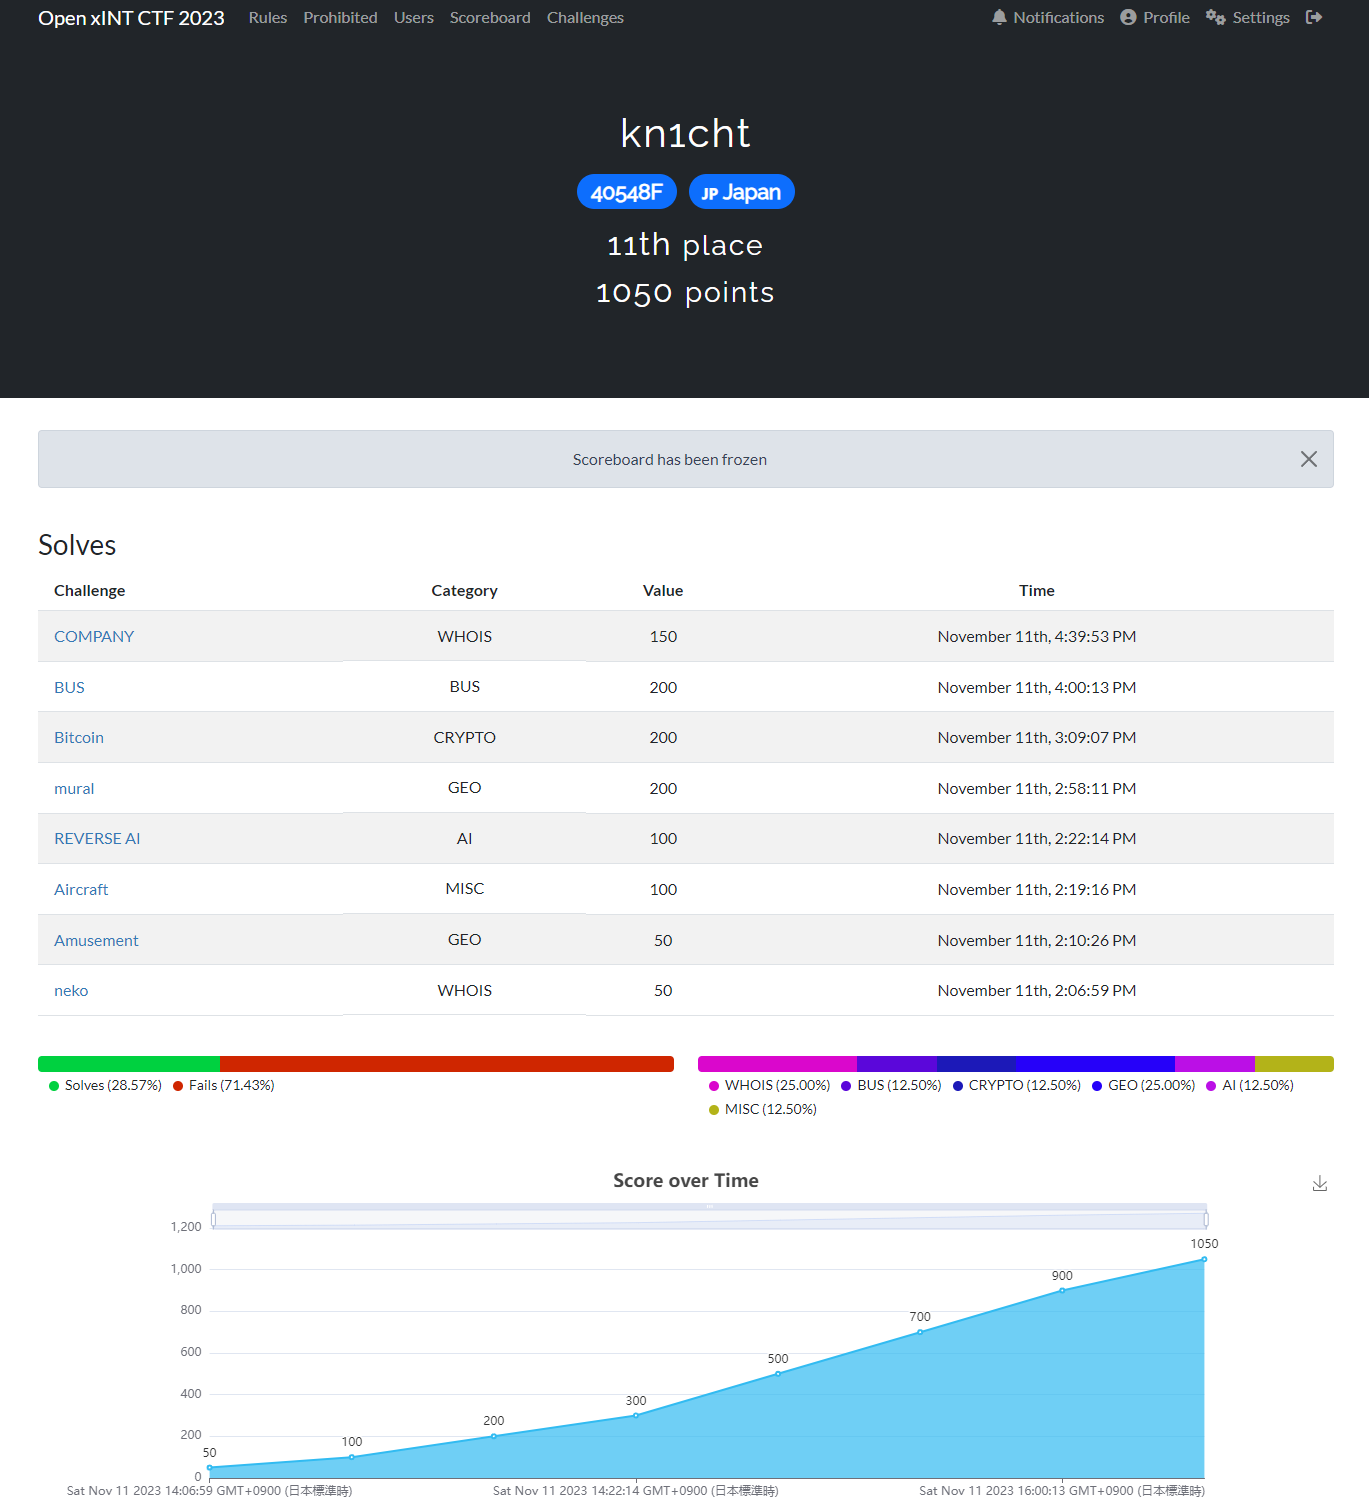 Open xINT CTF 2023 Rules Prohibited Users Scoreboard Challenges Notifications Profile Settings
kn1cht
40548F JP Japan
11th place
1050 points
Scoreboard has been frozen
Solves
Challenge Category Value Time
COMPANY WHOIS 150 November 11th, 4:39:53 PM
BUS BUS 200 November 11th, 4:00:13 PM
Bitcoin CRYPTO 200 November 11th, 3:09:07 PM
mural GEO 200 November 11th, 2:58:11 PM
REVERSE AI AI 100 November 11th, 2:22:14 PM
Aircraft MISC 100 November 11th, 2:19:16 PM
Amusement GEO 50 November 11th, 2:10:26 PM
neko WHOIS 50 November 11th, 2:06:59 PM
Solves (28.57%) Fails (71.43%)
WHOIS (25.00%) BUS (12.50%) CRYPTO (12.50%) GEO (25.00%) AI (12.50%)
MISC (12.50%)
Score over Time
1,200
1050
1,000
900
800
700
600
500
400
300
200
200
100
50
0
Sat Nov 11 2023 14:06:59 GMT+0900 (日本標準時) Sat Nov 11 2023 14:22:14 GMT+0900 (日本標準時) Sat Nov 11 2023 16:00:13 GMT+0900 (日本標準時)